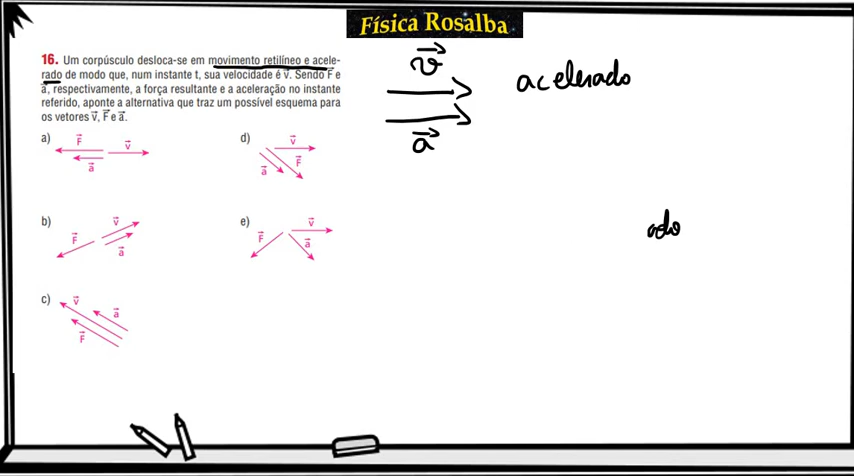 Física Rosalba
16. Um corpúsculo desloca-se em movimento retilíneo e acele-
rado de modo que, num instante t, sua velocidade é v⃗. Sendo F⃗ e
a⃗, respectivamente, a força resultante e a aceleração no instante
referido, aponte a alternativa que traz um possível esquema para
os vetores v⃗, F⃗ e a⃗.
a) F⃗ v⃗
a⃗
b) v⃗
F⃗
a⃗
c) v⃗ a⃗
F⃗
d) v⃗
a⃗ F⃗
e) v⃗
F⃗ a⃗
v⃗
acelerado
a⃗